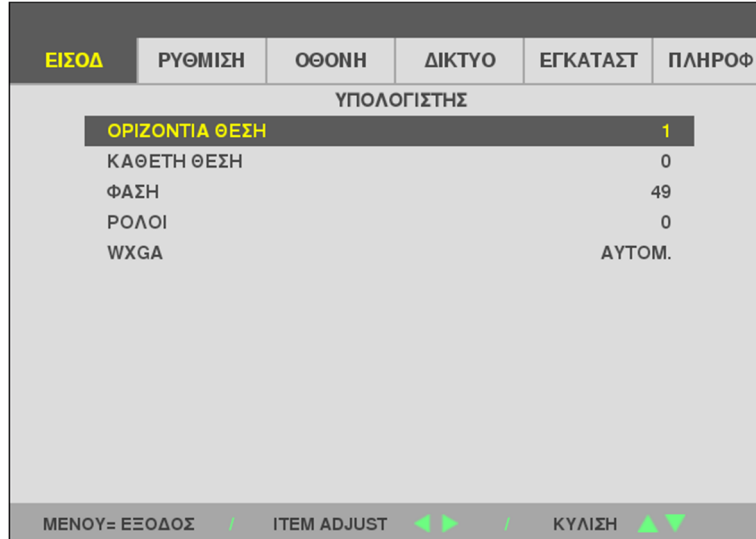 ΕΙΣΟΔ ΡΥΘΜΙΣΗ ΟΘΟΝΗ ΔΙΚΤΥΟ ΕΓΚΑΤΑΣΤ ΠΛΗΡΟΦ
ΥΠΟΛΟΓΙΣΤΗΣ
ΟΡΙΖΟΝΤΙΑ ΘΕΣΗ 1
ΚΑΘΕΤΗ ΘΕΣΗ 0
ΦΑΣΗ 49
ΡΟΛΟΙ 0
WXGA ΑΥΤΟΜ.
ΜΕΝΟΥ= ΕΞΟΔΟΣ / ITEM ADJUST ◀ ▶ / ΚΥΛΙΣΗ ▲ ▼